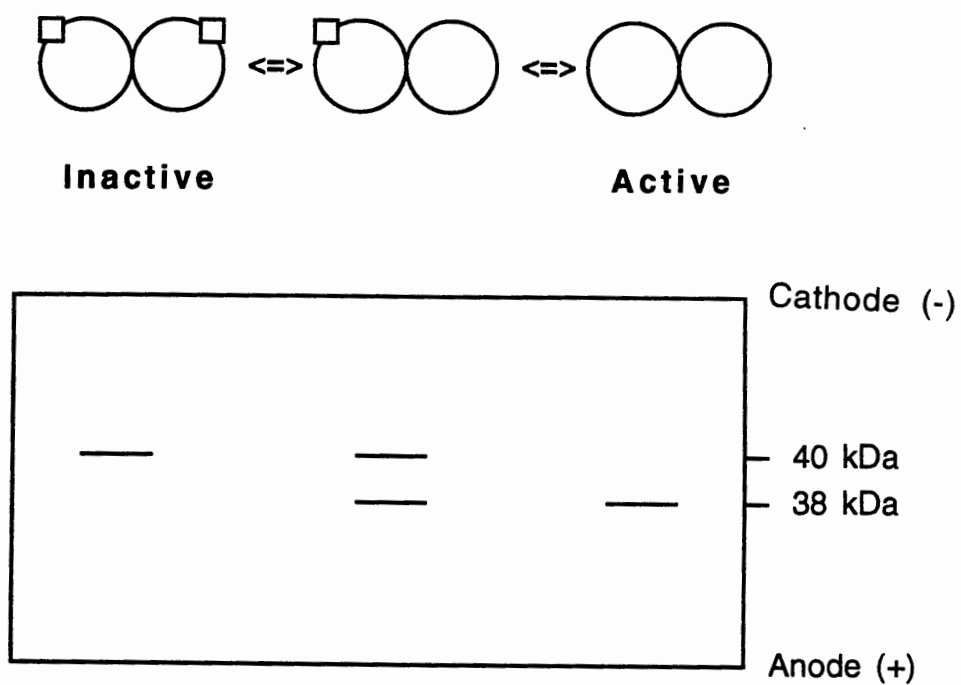 <=> <=>
Inactive Active
Cathode (-)
40 kDa
38 kDa
Anode (+)